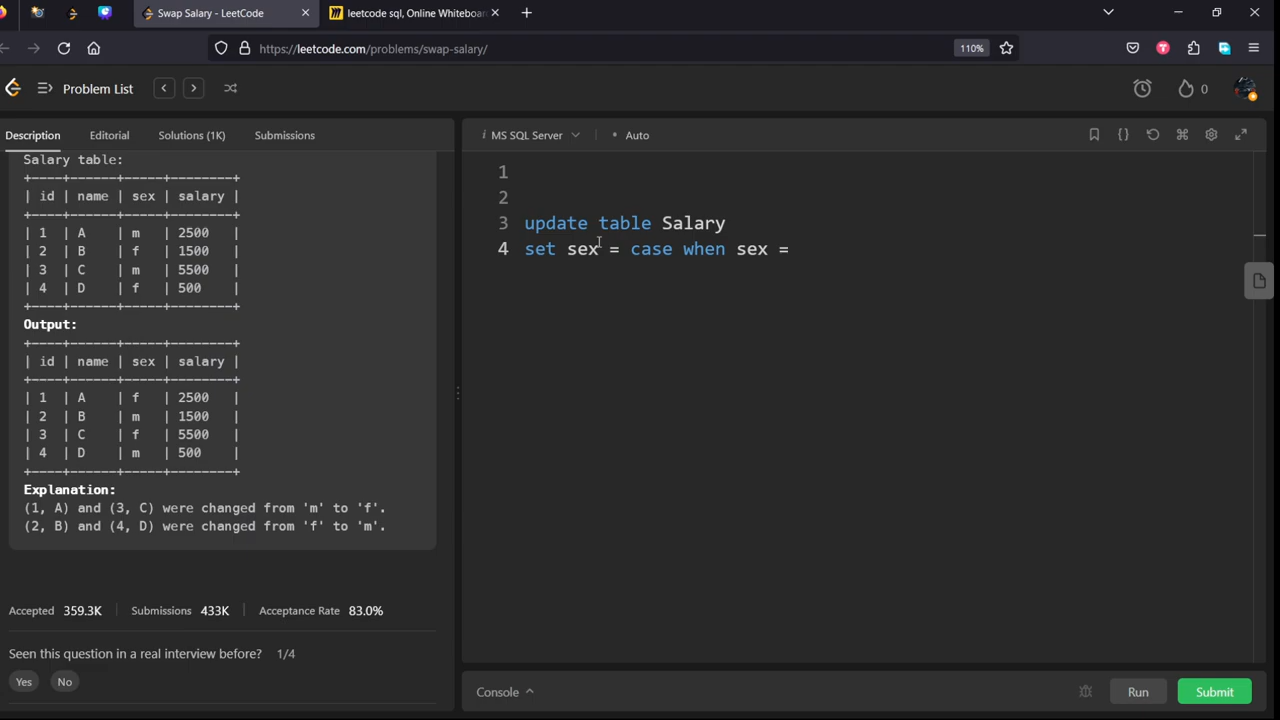 Swap Salary - LeetCode
leetcode sql, Online Whiteboar
https://leetcode.com/problems/swap-salary/
110%
Problem List
0
Description
Editorial
Solutions (1K)
Submissions
MS SQL Server
Auto
Salary table:
+----+------+-----+--------+
| id | name | sex | salary |
+----+------+-----+--------+
| 1 | A | m | 2500 |
| 2 | B | f | 1500 |
| 3 | C | m | 5500 |
| 4 | D | f | 500 |
+----+------+-----+--------+
Output:
+----+------+-----+--------+
| id | name | sex | salary |
+----+------+-----+--------+
| 1 | A | f | 2500 |
| 2 | B | m | 1500 |
| 3 | C | f | 5500 |
| 4 | D | m | 500 |
+----+------+-----+--------+
Explanation:
(1, A) and (3, C) were changed from 'm' to 'f'.
(2, B) and (4, D) were changed from 'f' to 'm'.
Accepted 359.3K Submissions 433K Acceptance Rate 83.0%
Seen this question in a real interview before? 1/4
Yes No
1
2
3 update table Salary
4 set sex = case when sex =
Console
Run
Submit